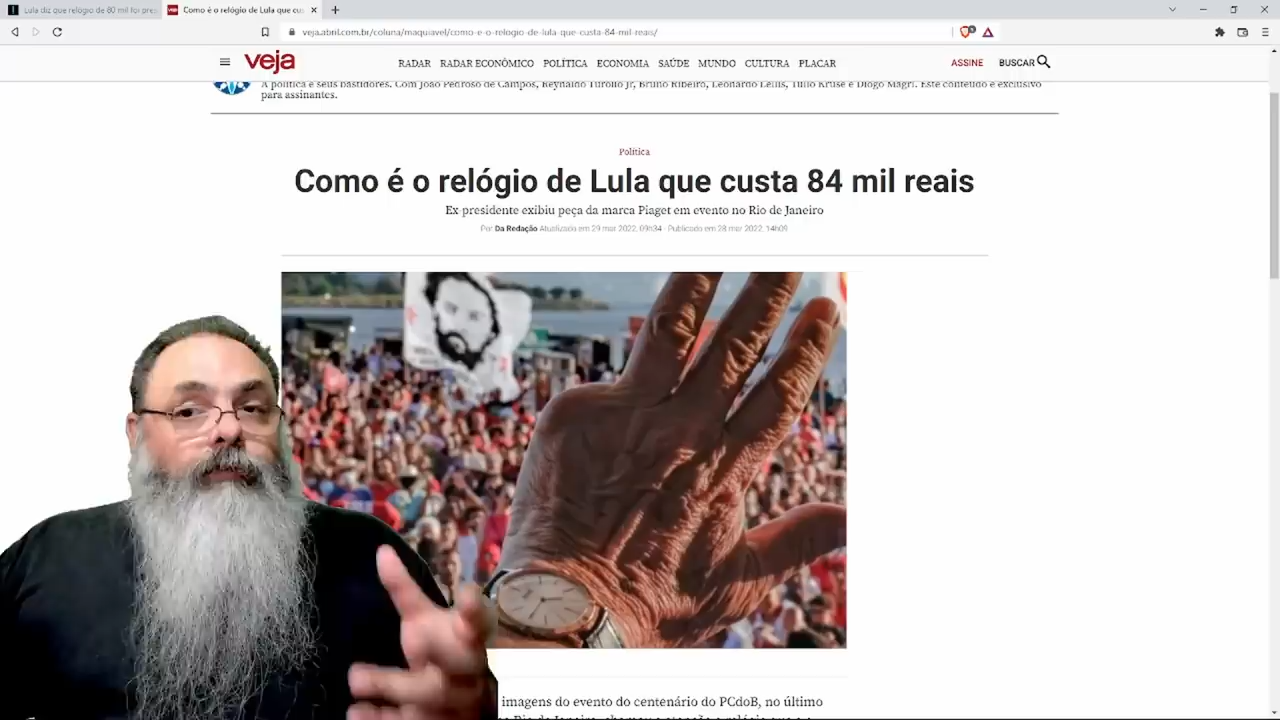 Lula diz que relógio de 80 mil foi pres
Como é o relógio de Lula que cus
veja.abril.com.br/coluna/maquiavel/como-e-o-relogio-de-lula-que-custa-84-mil-reais/
veja
RADAR RADAR ECONÔMICO POLÍTICA ECONOMIA SAÚDE MUNDO CULTURA PLACAR
ASSINE BUSCAR
A política e seus bastidores. Com João Pedroso de Campos, Reynaldo Turollo Jr, Bruno Ribeiro, Leonardo Lellis, Tulio Kruse e Diogo Magri. Este conteúdo é exclusivo
para assinantes.
Política
Como é o relógio de Lula que custa 84 mil reais
Ex presidente exibiu peça da marca Piaget em evento no Rio de Janeiro
Por Da Redação Atualizado em 29 mar 2022, 09h34 - Publicado em 28 mar 2022, 14h09
imagens do evento do centenário do PCdoB, no último